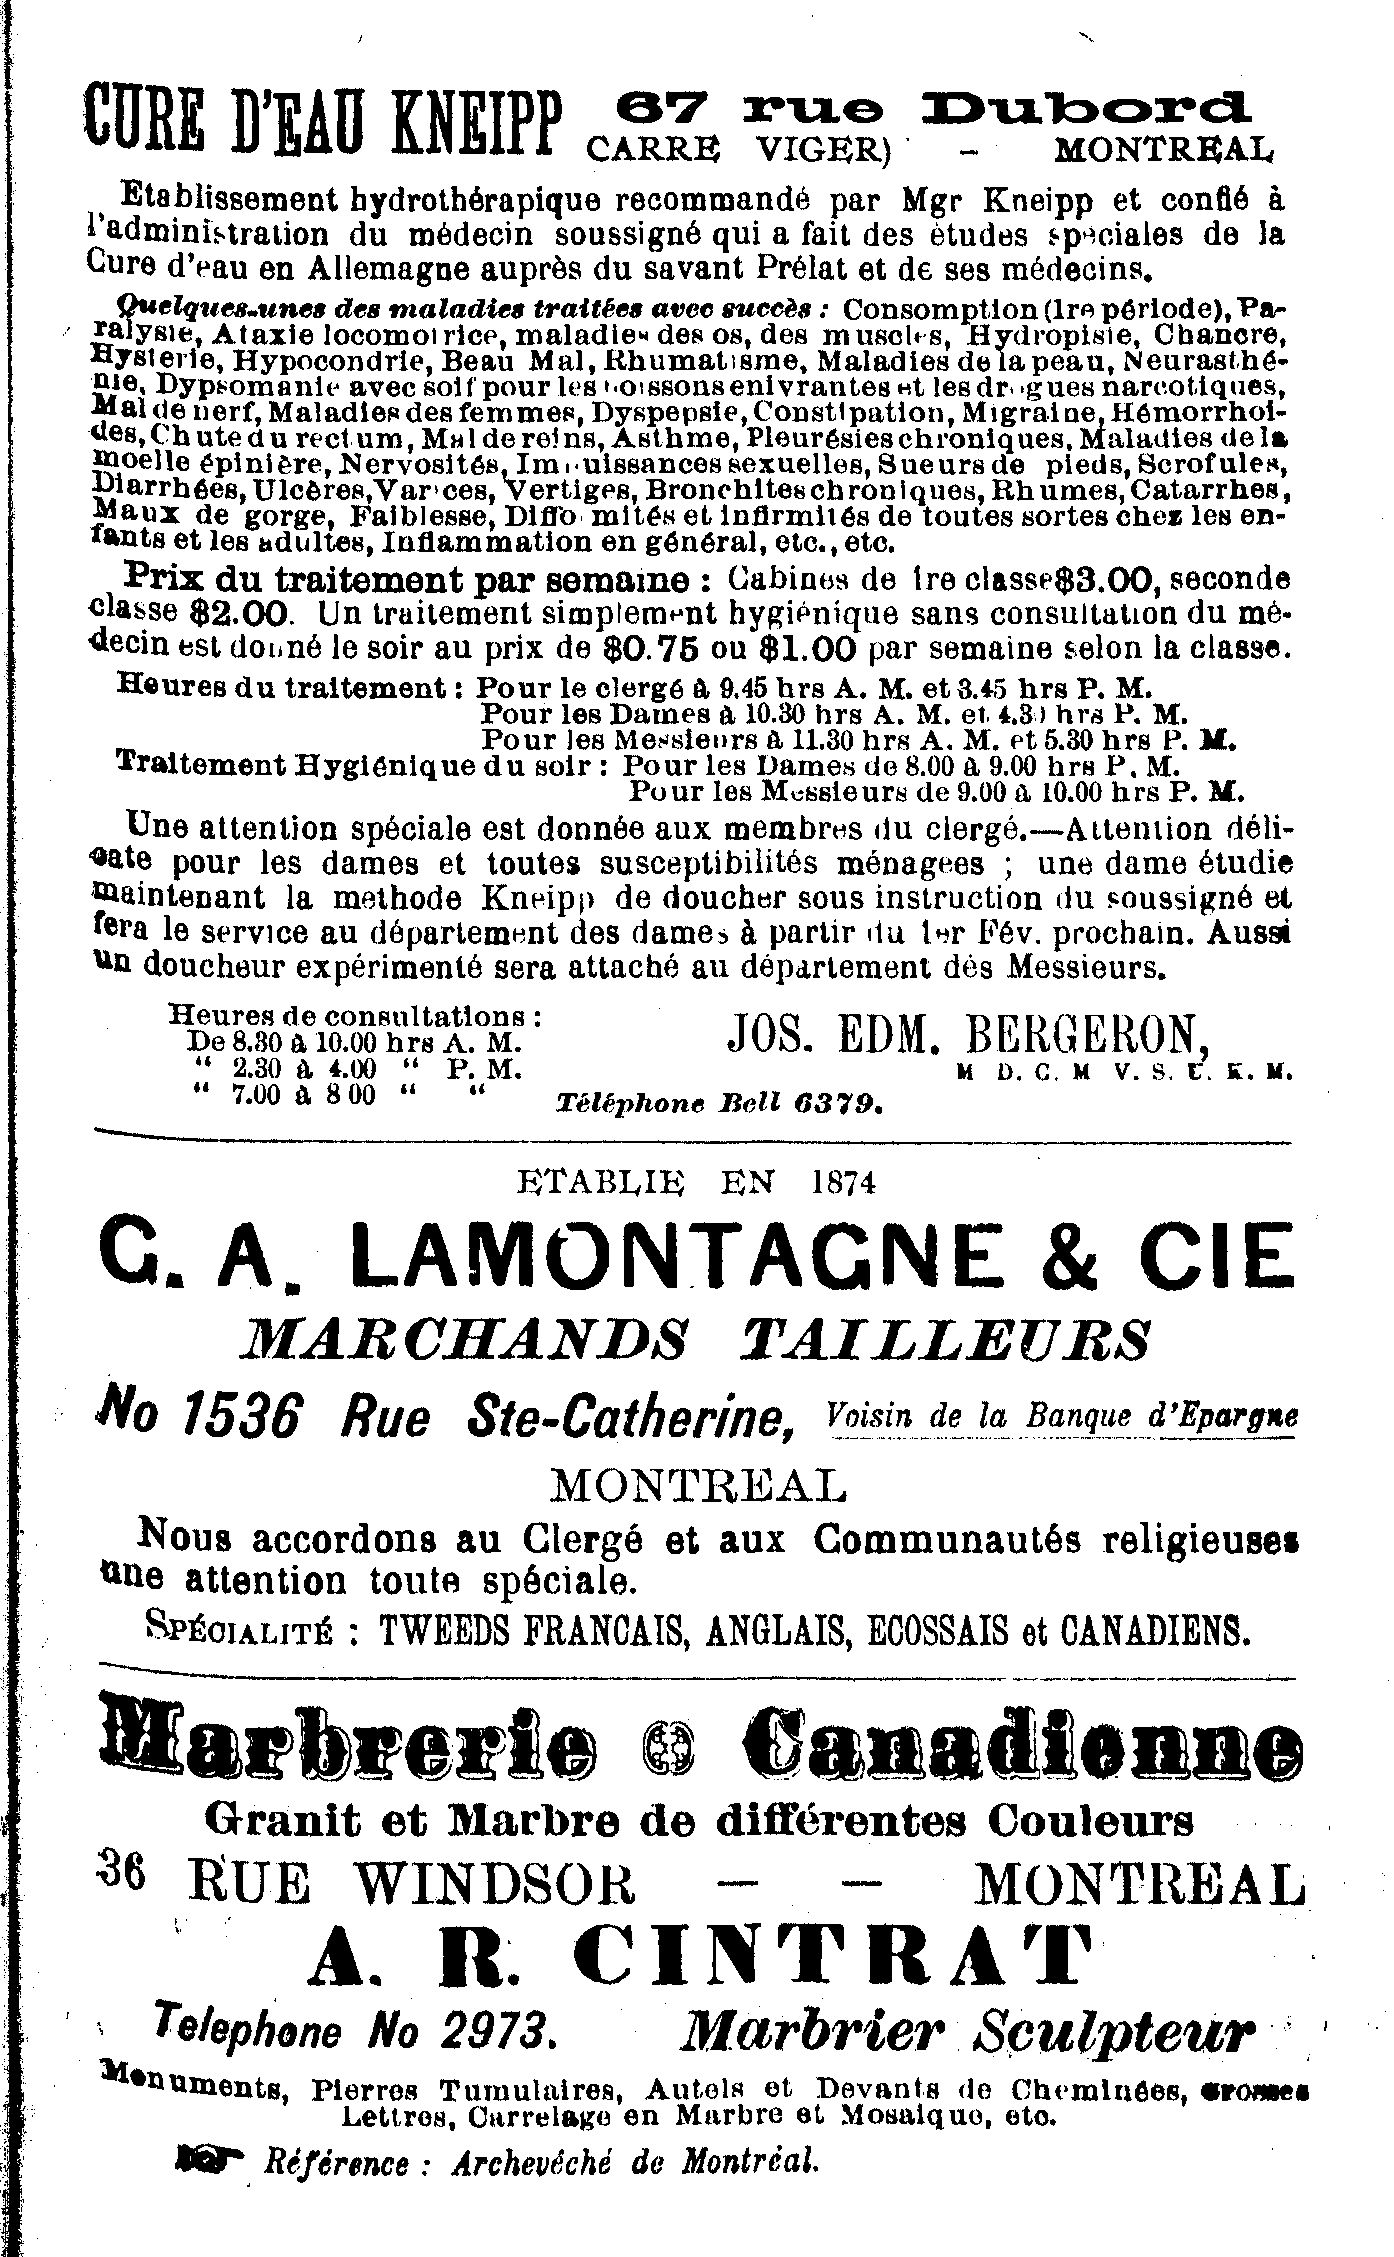 CURE D'EAU KNEIPP 67 rue Dubord
CARRE VIGER) - MONTREAL
Etablissement hydrothérapique recommandé par Mgr Kneipp et confié à
l'administration du médecin soussigné qui a fait des études spéciales de la
Cure d'eau en Allemagne auprès du savant Prélat et de ses médecins.
Quelques-unes des maladies traitées avec succès : Consomption (1re période), Pa-
ralysie, Ataxie locomotrice, maladies des os, des muscles, Hydropisie, Chancre,
Hysterie, Hypocondrie, Beau Mal, Rhumatisme, Maladies de la peau, Neurasthé-
nie, Dypsomanie avec soif pour les boissons enivrantes et les drogues narcotiques,
Mal de nerf, Maladies des femmes, Dyspepsie, Constipation, Migraine, Hémorrhoi-
des, Chute du rectum, Mal de reins, Asthme, Pleurésies chroniques, Maladies de la
moelle épinière, Nervosités, Impuissances sexuelles, Sueurs de pieds, Scrofules,
Diarrhées, Ulcères, Varices, Vertiges, Bronchites chroniques, Rhumes, Catarrhes,
Maux de gorge, Faiblesse, Difformités et infirmités de toutes sortes chez les en-
fants et les adultes, Inflammation en général, etc., etc.
Prix du traitement par semaine : Cabines de 1re classe $3.00, seconde
classe $2.00. Un traitement simplement hygiénique sans consultation du mé-
decin est donné le soir au prix de $0.75 ou $1.00 par semaine selon la classe.
Heures du traitement : Pour le clergé à 9.45 hrs A. M. et 3.45 hrs P. M.
Pour les Dames à 10.30 hrs A. M. et 4.30 hrs P. M.
Pour les Messieurs à 11.30 hrs A. M. et 5.30 hrs P. M.
Traitement Hygiénique du soir : Pour les Dames de 8.00 à 9.00 hrs P. M.
Pour les Messieurs de 9.00 à 10.00 hrs P. M.
Une attention spéciale est donnée aux membres du clergé.—Attention déli-
cate pour les dames et toutes susceptibilités ménagees ; une dame étudie
maintenant la methode Kneipp de doucher sous instruction du soussigné et
fera le service au département des dames à partir du 1er Fév. prochain. Aussi
un doucheur expérimenté sera attaché au département des Messieurs.
Heures de consultations :
De 8.30 à 10.00 hrs A. M.
" 2.30 à 4.00 " P. M.
" 7.00 à 8 00 " "
JOS. EDM. BERGERON,
M D. C. M V. S. U. K. M.
Téléphone Bell 6379.
ETABLIE EN 1874
G. A. LAMONTAGNE & CIE
MARCHANDS TAILLEURS
No 1536 Rue Ste-Catherine, Voisin de la Banque d'Epargne
MONTREAL
Nous accordons au Clergé et aux Communautés religieuses
une attention toute spéciale.
SPÉCIALITÉ : TWEEDS FRANCAIS, ANGLAIS, ECOSSAIS et CANADIENS.
Marbrerie Canadienne
Granit et Marbre de différentes Couleurs
36 RUE WINDSOR - - MONTREAL
A. R. CINTRAT
Telephone No 2973. Marbrier Sculpteur
Monuments, Pierres Tumulaires, Autels et Devants de Cheminées, Grosses
Lettres, Carrelage en Marbre et Mosaique, etc.
Référence : Archevéché de Montréal.